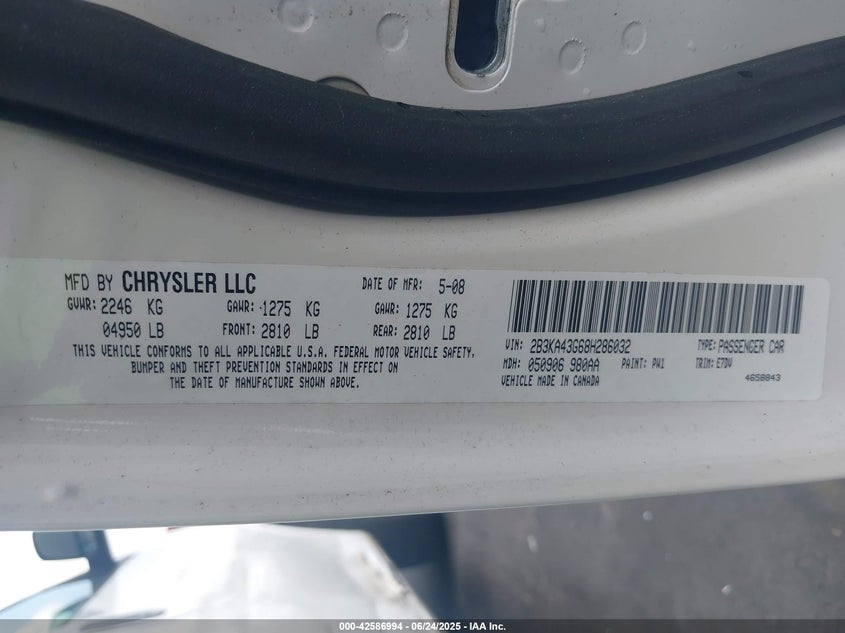 MFD BY CHRYSLER LLC DATE OF MFR: 5-08
GVWR: 2246 KG GAWR: 1275 KG GAWR: 1275 KG
04950 LB FRONT: 2810 LB REAR: 2810 LB
THIS VEHICLE CONFORMS TO ALL APPLICABLE U.S.A. FEDERAL MOTOR VEHICLE SAFETY,
BUMPER AND THEFT PREVENTION STANDARDS IN EFFECT ON
THE DATE OF MANUFACTURE SHOWN ABOVE.
VIN: 2B3KA43G68H286032 TYPE: PASSENGER CAR
MDH: 050906 980AA PAINT: PW1 TRIM: E7DV
VEHICLE MADE IN CANADA 4658843
000-42586994 - 06/24/2025 - IAA Inc.